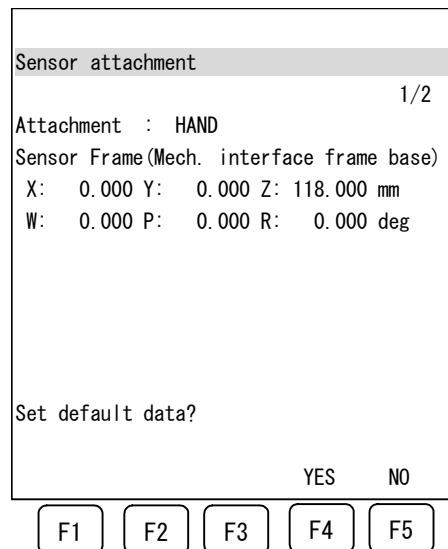 Sensor attachment
1/2
Attachment : HAND
Sensor Frame(Mech. interface frame base)
X: 0.000 Y: 0.000 Z: 118.000 mm
W: 0.000 P: 0.000 R: 0.000 deg
Set default data?
YES NO
F1 F2 F3 F4 F5